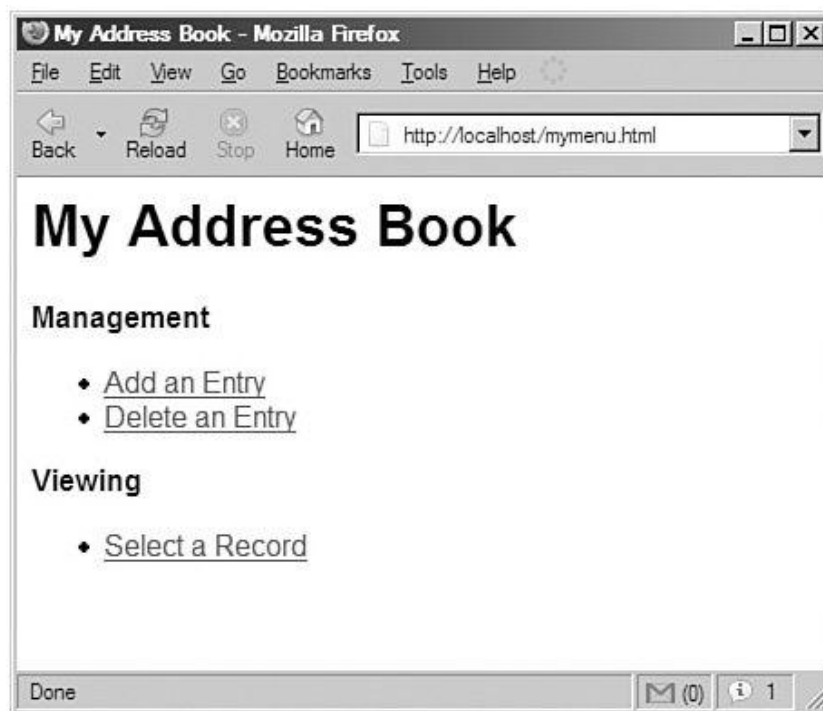 My Address Book - Mozilla Firefox
File Edit View Go Bookmarks Tools Help
Back Reload Stop Home http://localhost/mymenu.html
My Address Book
Management
• Add an Entry
• Delete an Entry
Viewing
• Select a Record
Done (0) 1